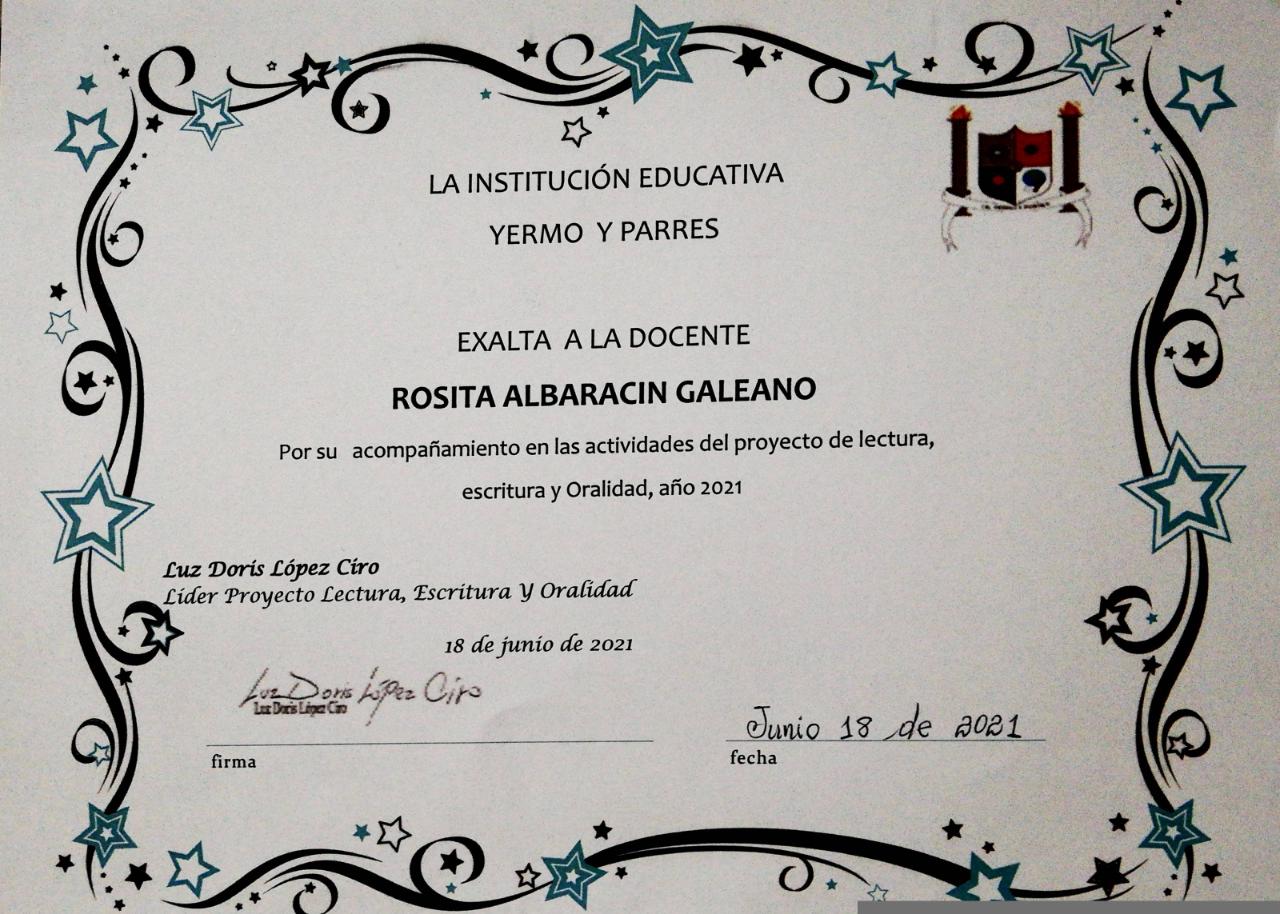 LA INSTITUCIÓN EDUCATIVA
YERMO Y PARRES
EXALTA A LA DOCENTE
ROSITA ALBARACIN GALEANO
Por su acompañamiento en las actividades del proyecto de lectura,
escritura y Oralidad, año 2021
Luz Doris López Ciro
Líder Proyecto Lectura, Escritura Y Oralidad
18 de junio de 2021
Luz Doris López Ciro
Luz Doris López Ciro
Junio 18 de 2021
firma
fecha